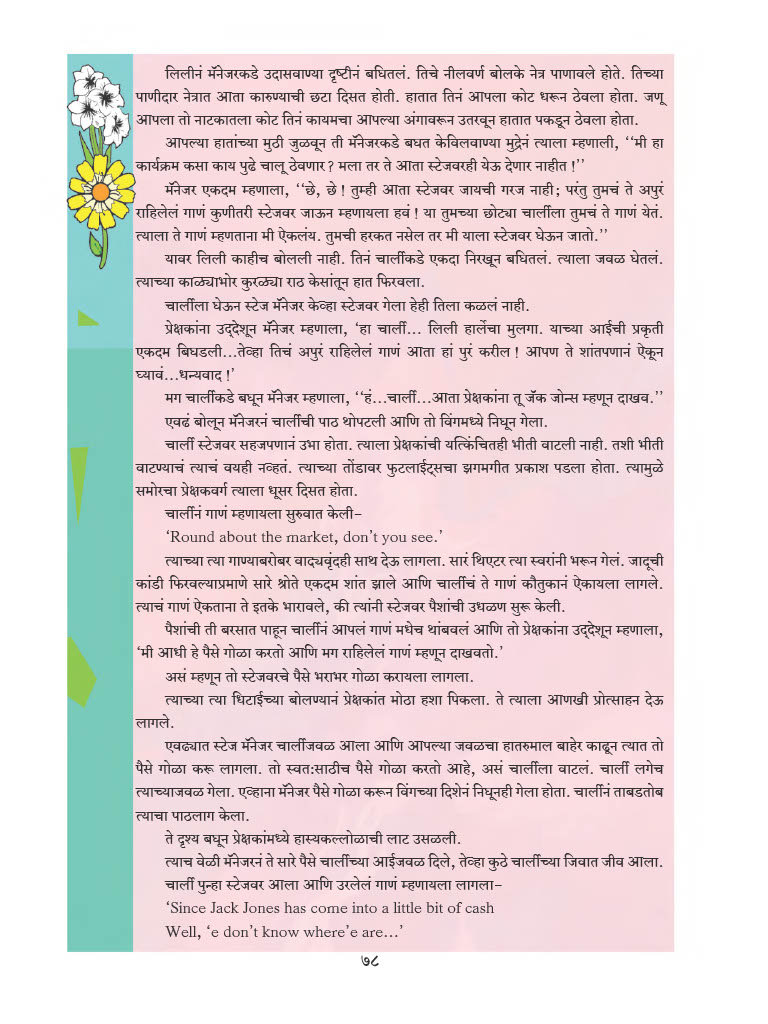 लिलीनं मॅनेजरकडे उदासवाण्या दृष्टीनं बघितलं. तिचे नीलवर्ण बोलके नेत्र पाणावले होते. तिच्या
पाणीदार नेत्रात आता कारुण्याची छटा दिसत होती. हातात तिनं आपला कोट धरून ठेवला होता. जणू
आपला तो नाटकातला कोट तिनं कायमचा आपल्या अंगावरून उतरवून हातात पकडून ठेवला होता.
आपल्या हातांच्या मुठी जुळवून ती मॅनेजरकडे बघत केविलवाण्या मुद्रेनं त्याला म्हणाली, ‘‘मी हा
कार्यक्रम कसा काय पुढे चालू ठेवणार? मला तर ते आता स्टेजवरही येऊ देणार नाहीत!’’
मॅनेजर एकदम म्हणाला, ‘‘छे, छे! तुम्ही आता स्टेजवर जायची गरज नाही; परंतु तुमचं ते अपुरं
राहिलेलं गाणं कुणीतरी स्टेजवर जाऊन म्हणायला हवं! या तुमच्या छोट्या चार्लीला तुमचं ते गाणं येतं.
त्याला ते गाणं म्हणताना मी ऐकलंय. तुमची हरकत नसेल तर मी याला स्टेजवर घेऊन जातो.’’
यावर लिली काहीच बोलली नाही. तिनं चार्लीकडे एकदा निरखून बघितलं. त्याला जवळ घेतलं.
त्याच्या काळ्याभोर कुरळ्या राठ केसांतून हात फिरवला.
चार्लीला घेऊन स्टेज मॅनेजर केव्हा स्टेजवर गेला हेही तिला कळलं नाही.
प्रेक्षकांना उद्देशून मॅनेजर म्हणाला, ‘हा चार्ली... लिली हार्लेचा मुलगा. याच्या आईची प्रकृती
एकदम बिघडली...तेव्हा तिचं अपुरं राहिलेलं गाणं आता हां पुरं करील! आपण ते शांतपणानं ऐकून
घ्यावं...धन्यवाद!’
मग चार्लीकडे बघून मॅनेजर म्हणाला, ‘‘हं...चार्ली...आता प्रेक्षकांना तू जॅक जोन्स म्हणून दाखव.’’
एवढं बोलून मॅनेजरनं चार्लीची पाठ थोपटली आणि तो विंगमध्ये निघून गेला.
चार्ली स्टेजवर सहजपणानं उभा होता. त्याला प्रेक्षकांची यत्किंचितही भीती वाटली नाही. तशी भीती
वाटण्याचं त्याचं वयही नव्हतं. त्याच्या तोंडावर फुटलाईट्सचा झगमगीत प्रकाश पडला होता. त्यामुळे
समोरचा प्रेक्षकवर्ग त्याला धूसर दिसत होता.
चार्लीनं गाणं म्हणायला सुरुवात केली–
‘Round about the market, don’t you see.’
त्याच्या त्या गाण्याबरोबर वाद्यवृंदही साथ देऊ लागला. सारं थिएटर त्या स्वरांनी भरून गेलं. जादूची
कांडी फिरवल्याप्रमाणे सारे श्रोते एकदम शांत झाले आणि चार्लीचं ते गाणं कौतुकानं ऐकायला लागले.
त्याचं गाणं ऐकताना ते इतके भारावले, की त्यांनी स्टेजवर पैशांची उधळण सुरू केली.
पैशांची ती बरसात पाहून चार्लीनं आपलं गाणं मधेच थांबवलं आणि तो प्रेक्षकांना उद्देशून म्हणाला,
‘मी आधी हे पैसे गोळा करतो आणि मग राहिलेलं गाणं म्हणून दाखवतो.’
असं म्हणून तो स्टेजवरचे पैसे भराभर गोळा करायला लागला.
त्याच्या त्या धिटाईच्या बोलण्यानं प्रेक्षकांत मोठा हशा पिकला. ते त्याला आणखी प्रोत्साहन देऊ
लागले.
एवढ्यात स्टेज मॅनेजर चार्लीजवळ आला आणि आपल्या जवळचा हातरुमाल बाहेर काढून त्यात तो
पैसे गोळा करू लागला. तो स्वत:साठीच पैसे गोळा करतो आहे, असं चार्लीला वाटलं. चार्ली लगेच
त्याच्याजवळ गेला. एव्हाना मॅनेजर पैसे गोळा करून विंगच्या दिशेनं निघूनही गेला होता. चार्लीनं ताबडतोब
त्याचा पाठलाग केला.
ते दृश्य बघून प्रेक्षकांमध्ये हास्यकल्लोळाची लाट उसळली.
त्याच वेळी मॅनेजरनं ते सारे पैसे चार्लीच्या आईजवळ दिले, तेव्हा कुठे चार्लीच्या जिवात जीव आला.
चार्ली पुन्हा स्टेजवर आला आणि उरलेलं गाणं म्हणायला लागला–
‘Since Jack Jones has come into a little bit of cash
Well, ‘e don’t know where’e are...’
७८